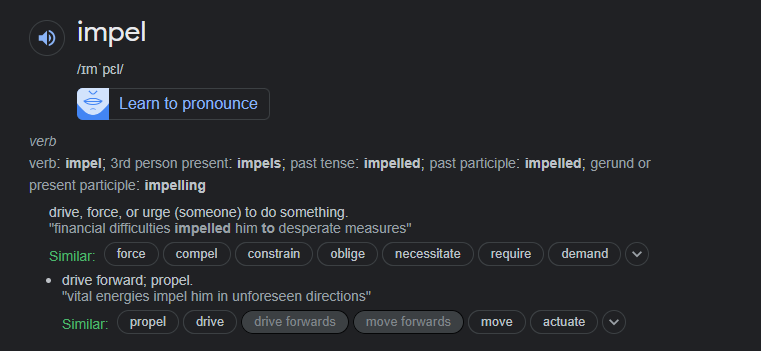 impel
/ɪmˈpɛl/
Learn to pronounce
verb
verb: impel; 3rd person present: impels; past tense: impelled; past participle: impelled; gerund or
present participle: impelling
drive, force, or urge (someone) to do something.
"financial difficulties impelled him to desperate measures"
Similar: force compel constrain oblige necessitate require demand
• drive forward; propel.
"vital energies impel him in unforeseen directions"
Similar: propel drive drive forwards move forwards move actuate